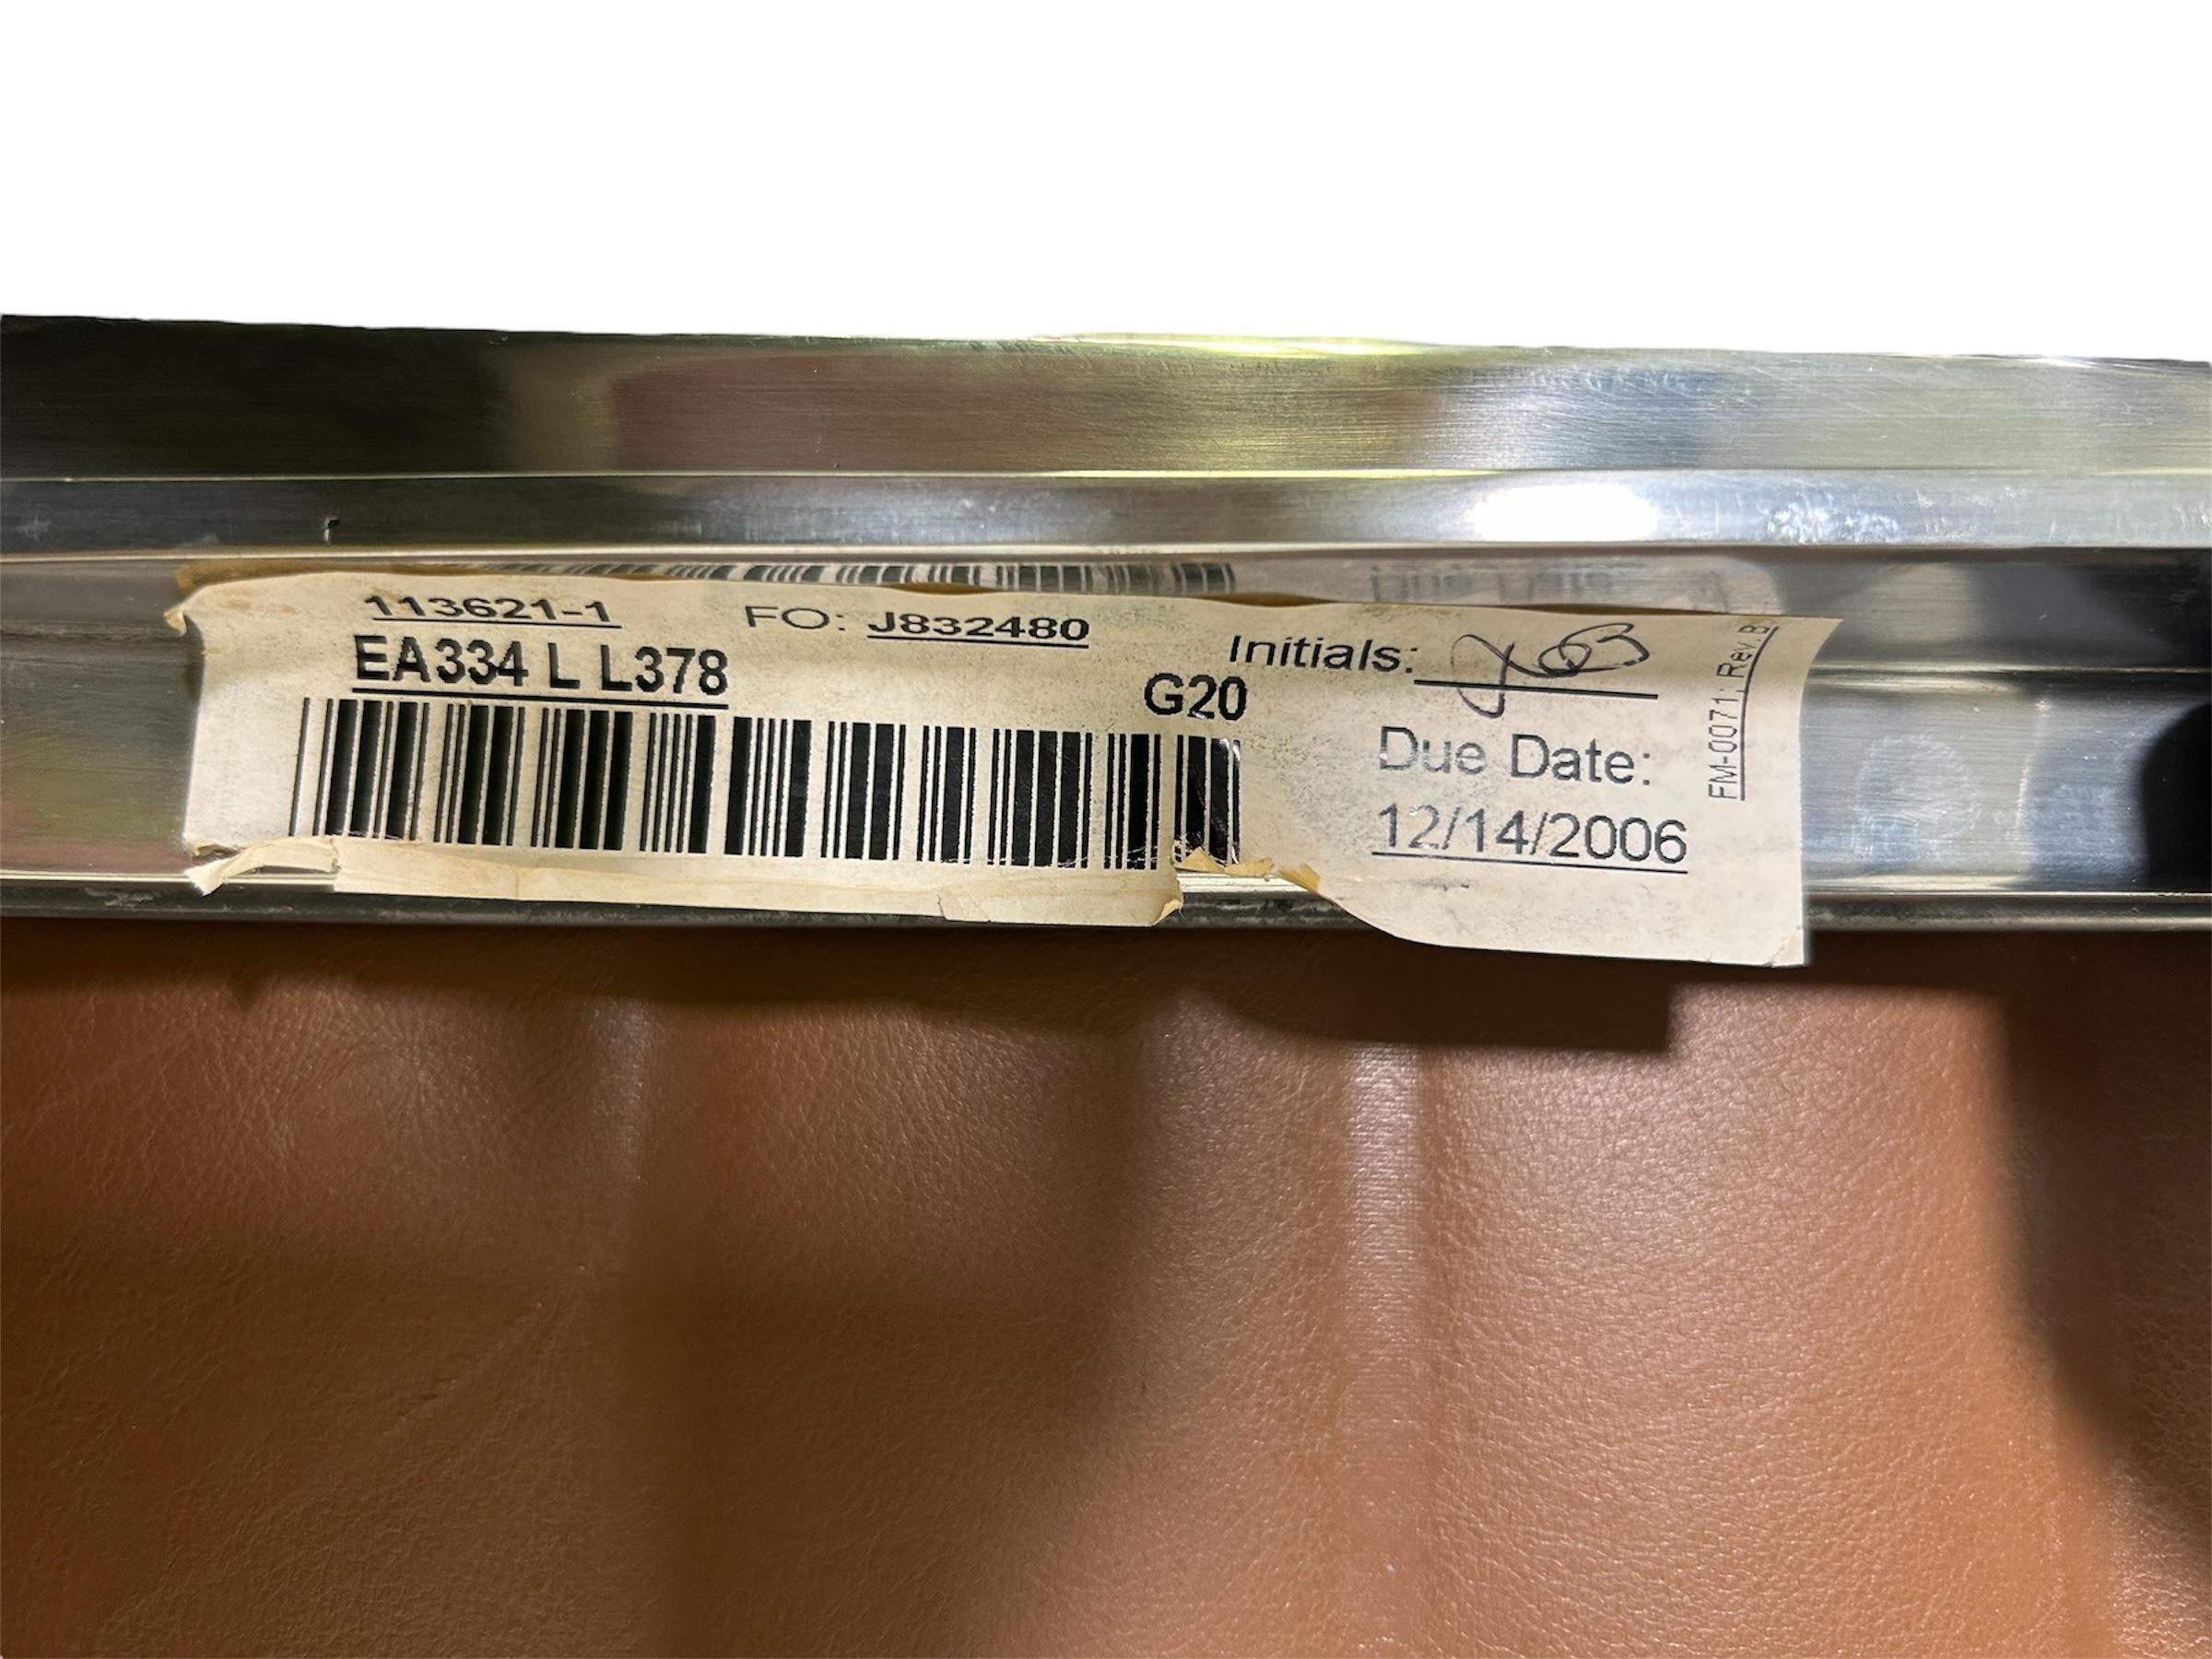 113621-1 FO: J832480
EA334 L L378
G20
Initials:
Due Date:
12/14/2006
FM-0071; Rev.B